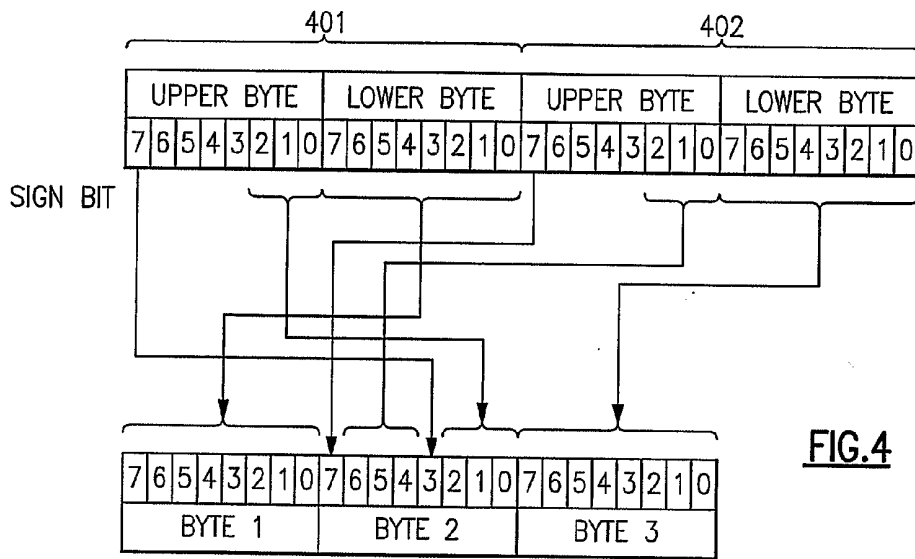 401 402
UPPER BYTE LOWER BYTE UPPER BYTE LOWER BYTE
7 6 5 4 3 2 1 0 7 6 5 4 3 2 1 0 7 6 5 4 3 2 1 0 7 6 5 4 3 2 1 0
SIGN BIT
7 6 5 4 3 2 1 0 7 6 5 4 3 2 1 0 7 6 5 4 3 2 1 0
BYTE 1 BYTE 2 BYTE 3
FIG.4